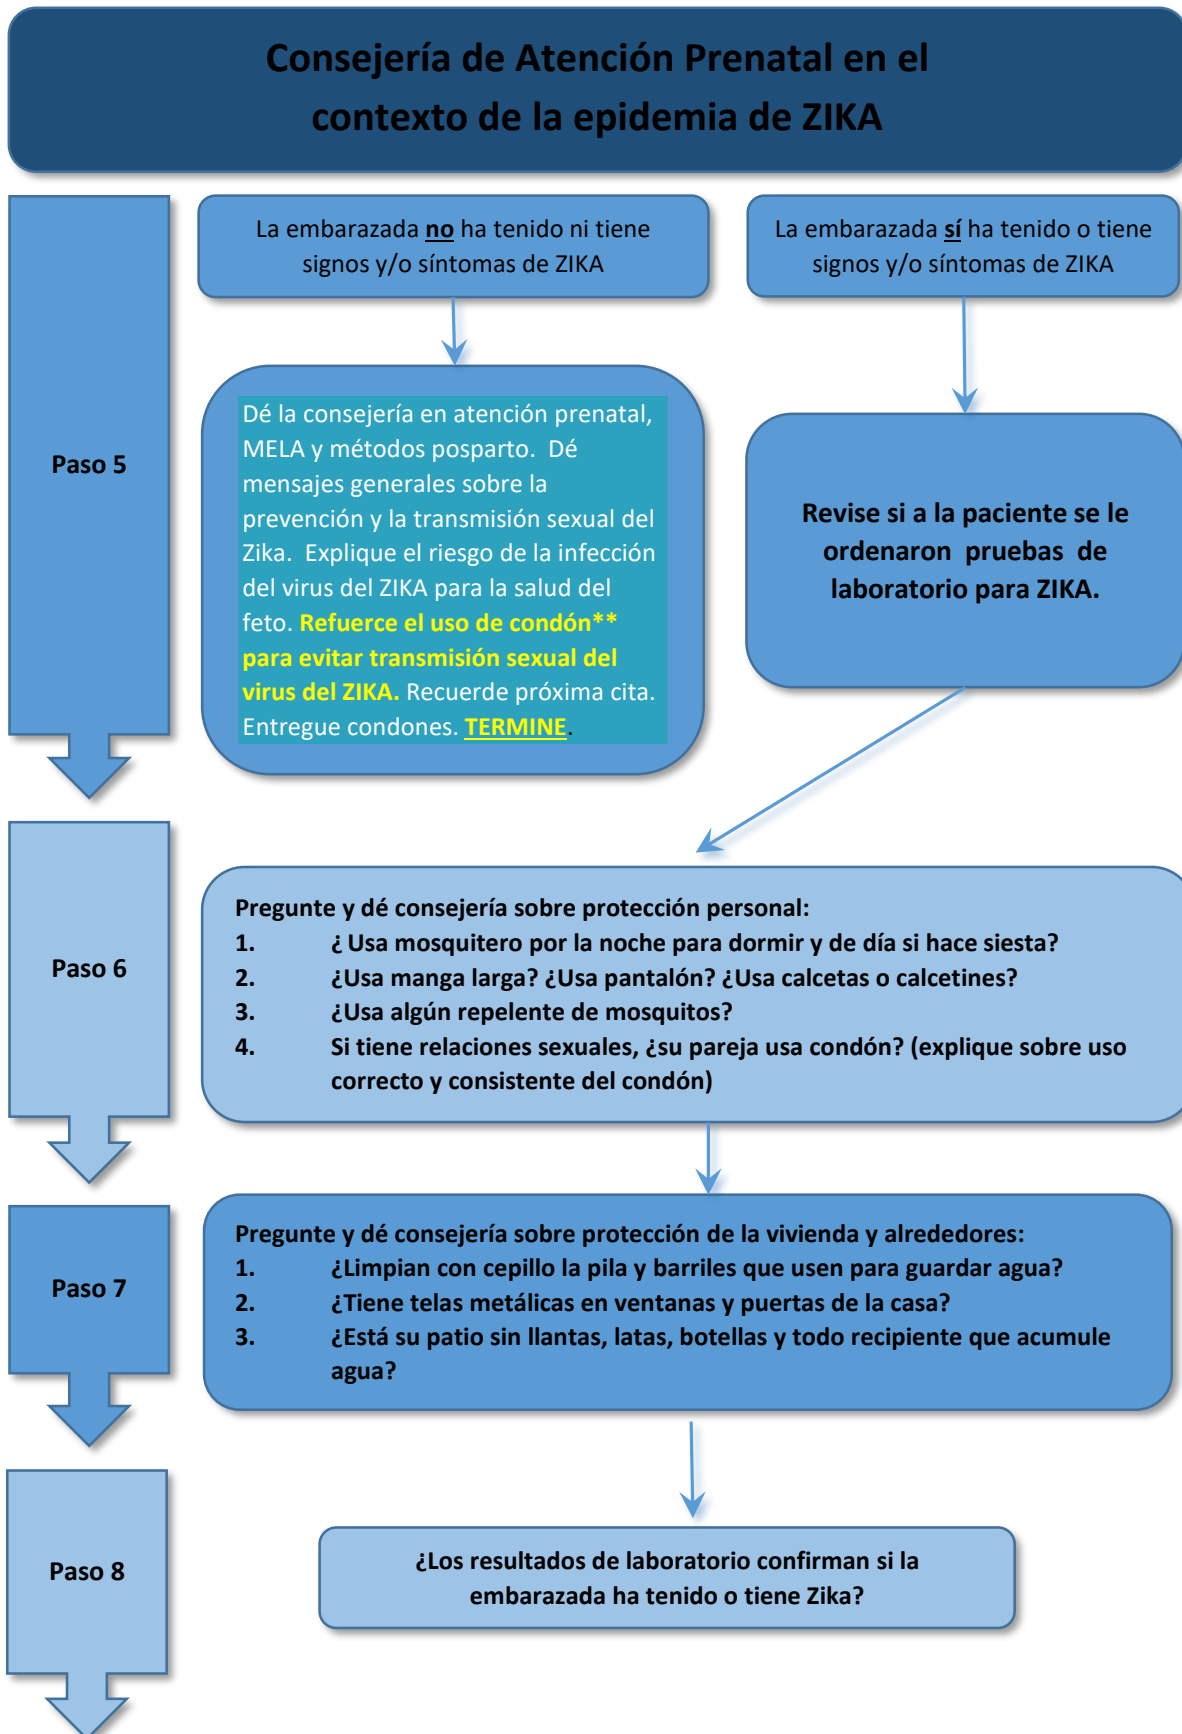 Consejería de Atención Prenatal en el
contexto de la epidemia de ZIKA
Paso 5
La embarazada no ha tenido ni tiene
signos y/o síntomas de ZIKA
La embarazada sí ha tenido o tiene
signos y/o síntomas de ZIKA
Dé la consejería en atención prenatal,
MELA y métodos posparto. Dé
mensajes generales sobre la
prevención y la transmisión sexual del
Zika. Explique el riesgo de la infección
del virus del ZIKA para la salud del
feto. Refuerce el uso de condón**
para evitar transmisión sexual del
virus del ZIKA. Recuerde próxima cita.
Entregue condones. TERMINE.
Revise si a la paciente se le
ordenaron pruebas de
laboratorio para ZIKA.
Paso 6
Pregunte y dé consejería sobre protección personal:
1. ¿ Usa mosquitero por la noche para dormir y de día si hace siesta?
2. ¿Usa manga larga? ¿Usa pantalón? ¿Usa calcetas o calcetines?
3. ¿Usa algún repelente de mosquitos?
4. Si tiene relaciones sexuales, ¿su pareja usa condón? (explique sobre uso
correcto y consistente del condón)
Paso 7
Pregunte y dé consejería sobre protección de la vivienda y alrededores:
1. ¿Limpian con cepillo la pila y barriles que usen para guardar agua?
2. ¿Tiene telas metálicas en ventanas y puertas de la casa?
3. ¿Está su patio sin llantas, latas, botellas y todo recipiente que acumule
agua?
Paso 8
¿Los resultados de laboratorio confirman si la
embarazada ha tenido o tiene Zika?